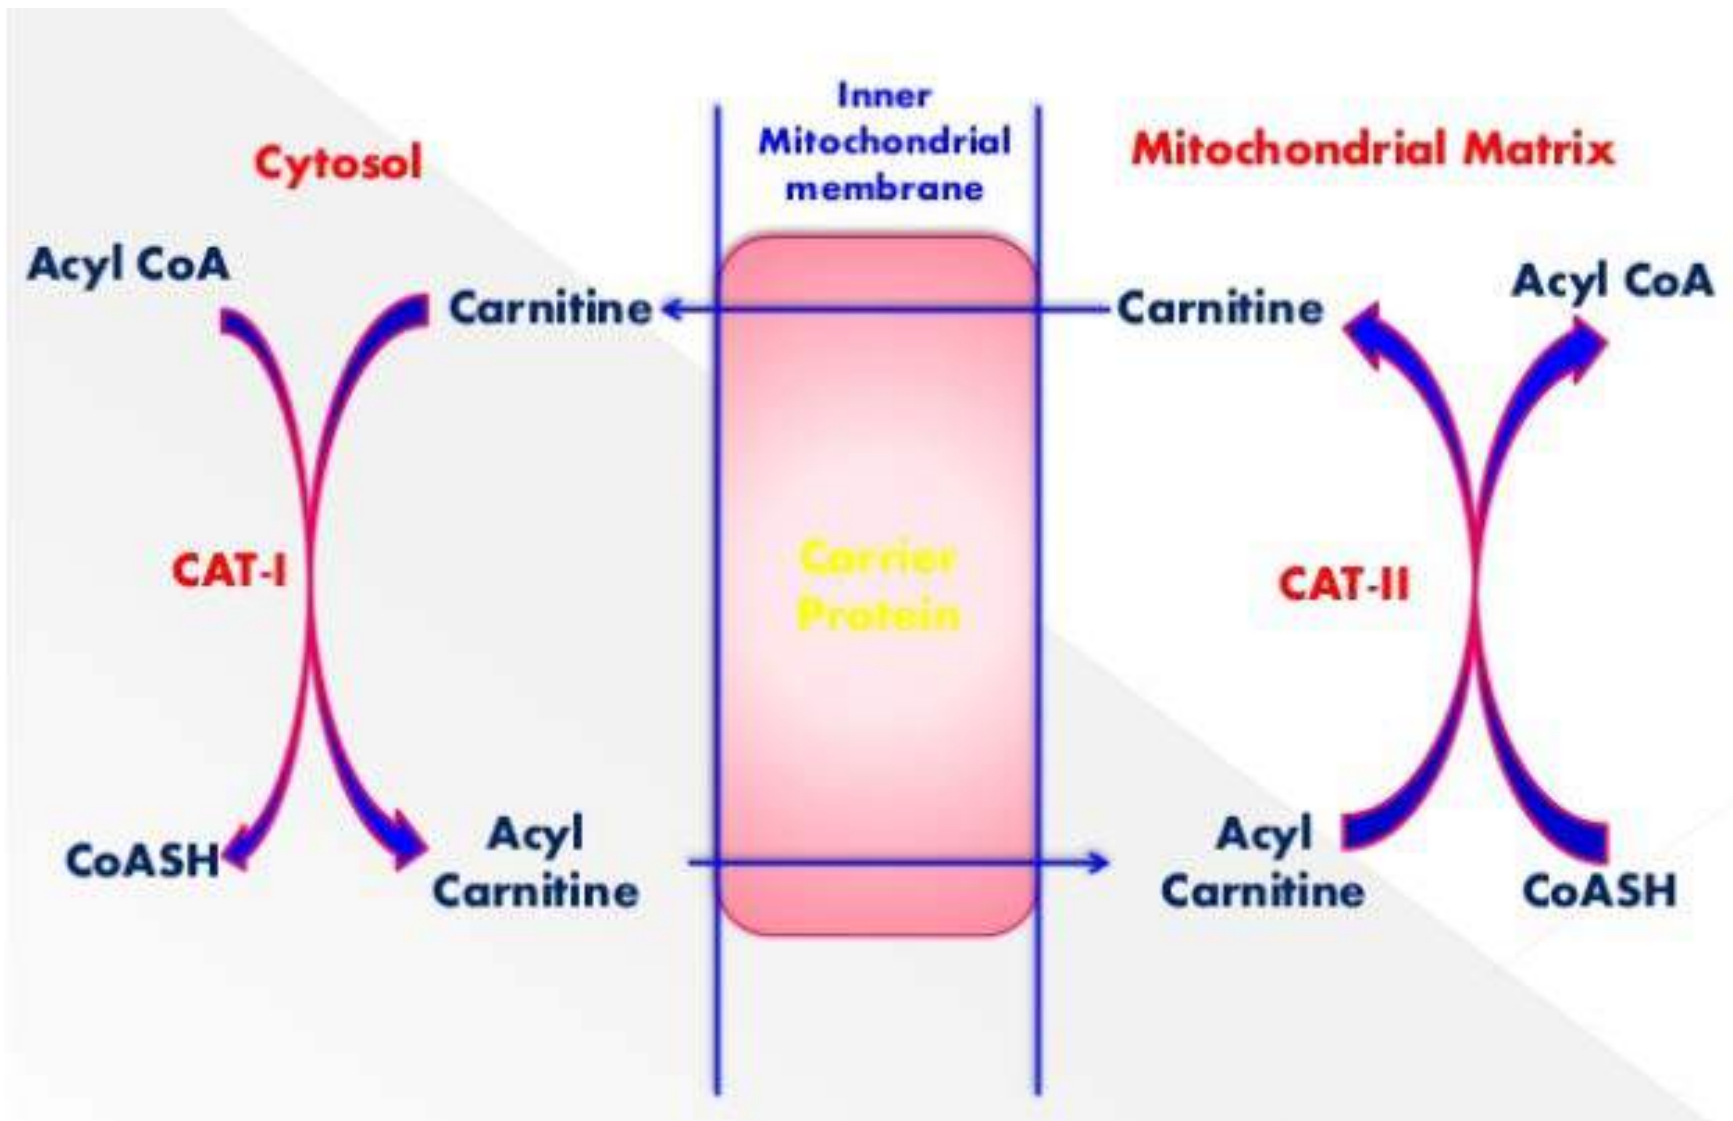 Inner
Mitochondrial
membrane
Cytosol
Mitochondrial Matrix
Acyl CoA
Carnitine
Carnitine
Acyl CoA
CAT-I
Carrier
Protein
CAT-II
CoASH
Acyl
Carnitine
Acyl
Carnitine
CoASH